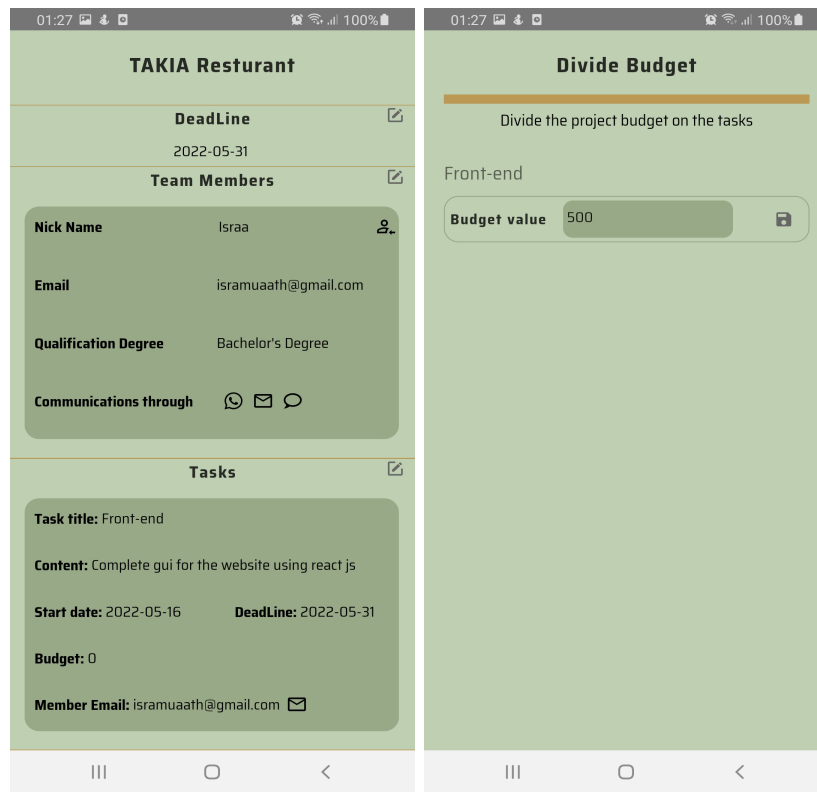 01:27 100%
TAKIA Resturant
DeadLine
2022-05-31
Team Members
Nick Name Israa
Email isramuaath@gmail.com
Qualification Degree Bachelor's Degree
Communications through
Tasks
Task title: Front-end
Content: Complete gui for the website using react js
Start date: 2022-05-16 DeadLine: 2022-05-31
Budget: 0
Member Email: isramuaath@gmail.com
01:27 100%
Divide Budget
Divide the project budget on the tasks
Front-end
Budget value 500